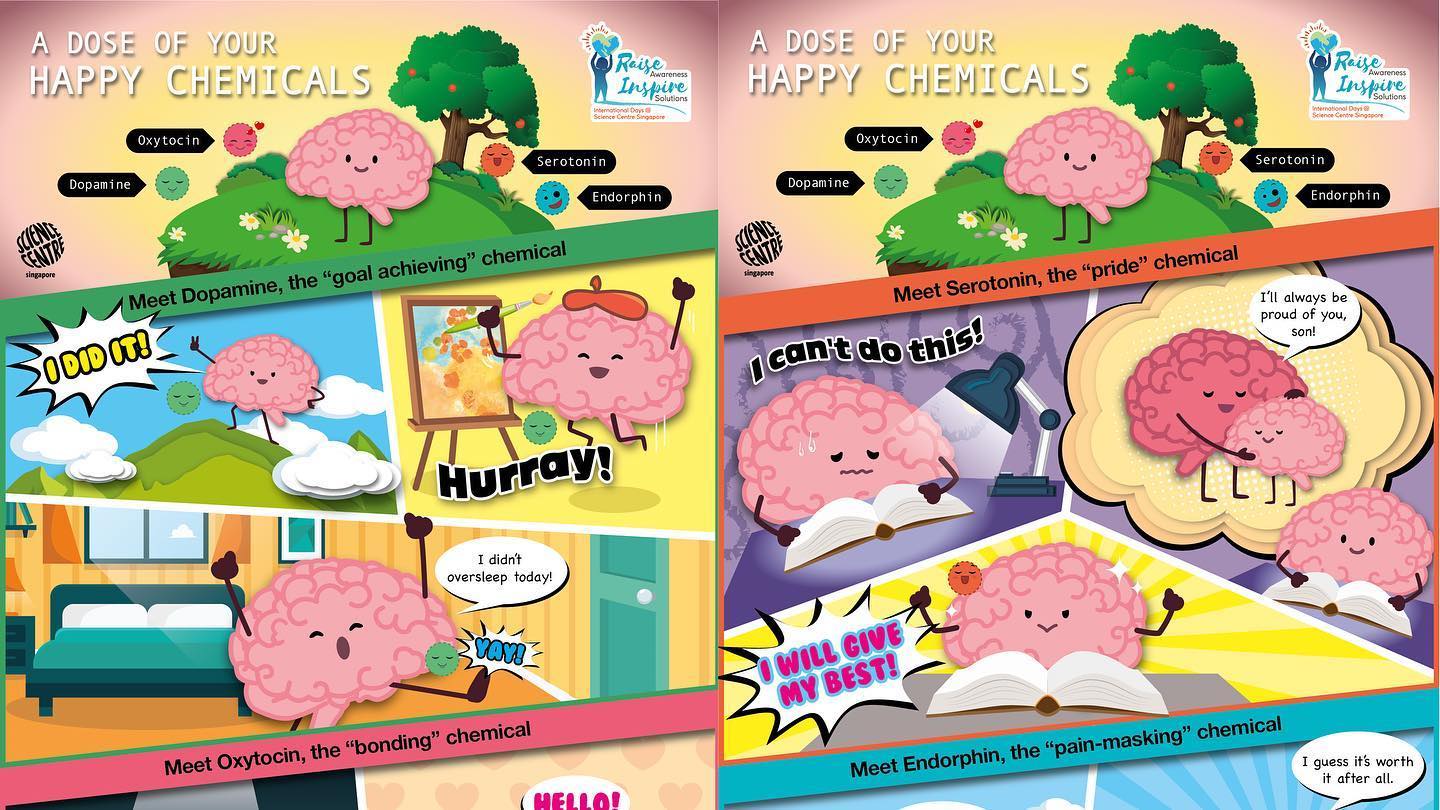 A DOSE OF YOUR
HAPPY CHEMICALS
Raise
Awareness
Inspire
Solutions
International Days @
Science Centre Singapore
Oxytocin
Dopamine
Serotonin
Endorphin
SCIENCE
CENTRE
singapore
Meet Dopamine, the “goal achieving” chemical
I DID IT!
Hurray!
I didn't
oversleep today!
YAY!
Meet Oxytocin, the “bonding” chemical
HELLO!
A DOSE OF YOUR
HAPPY CHEMICALS
Raise
Awareness
Inspire
Solutions
International Days @
Science Centre Singapore
Oxytocin
Dopamine
Serotonin
Endorphin
SCIENCE
CENTRE
singapore
Meet Serotonin, the “pride” chemical
I can't do this!
I'll always be
proud of you,
son!
I WILL GIVE
MY BEST!
Meet Endorphin, the “pain-masking” chemical
I guess it's worth
it after all.